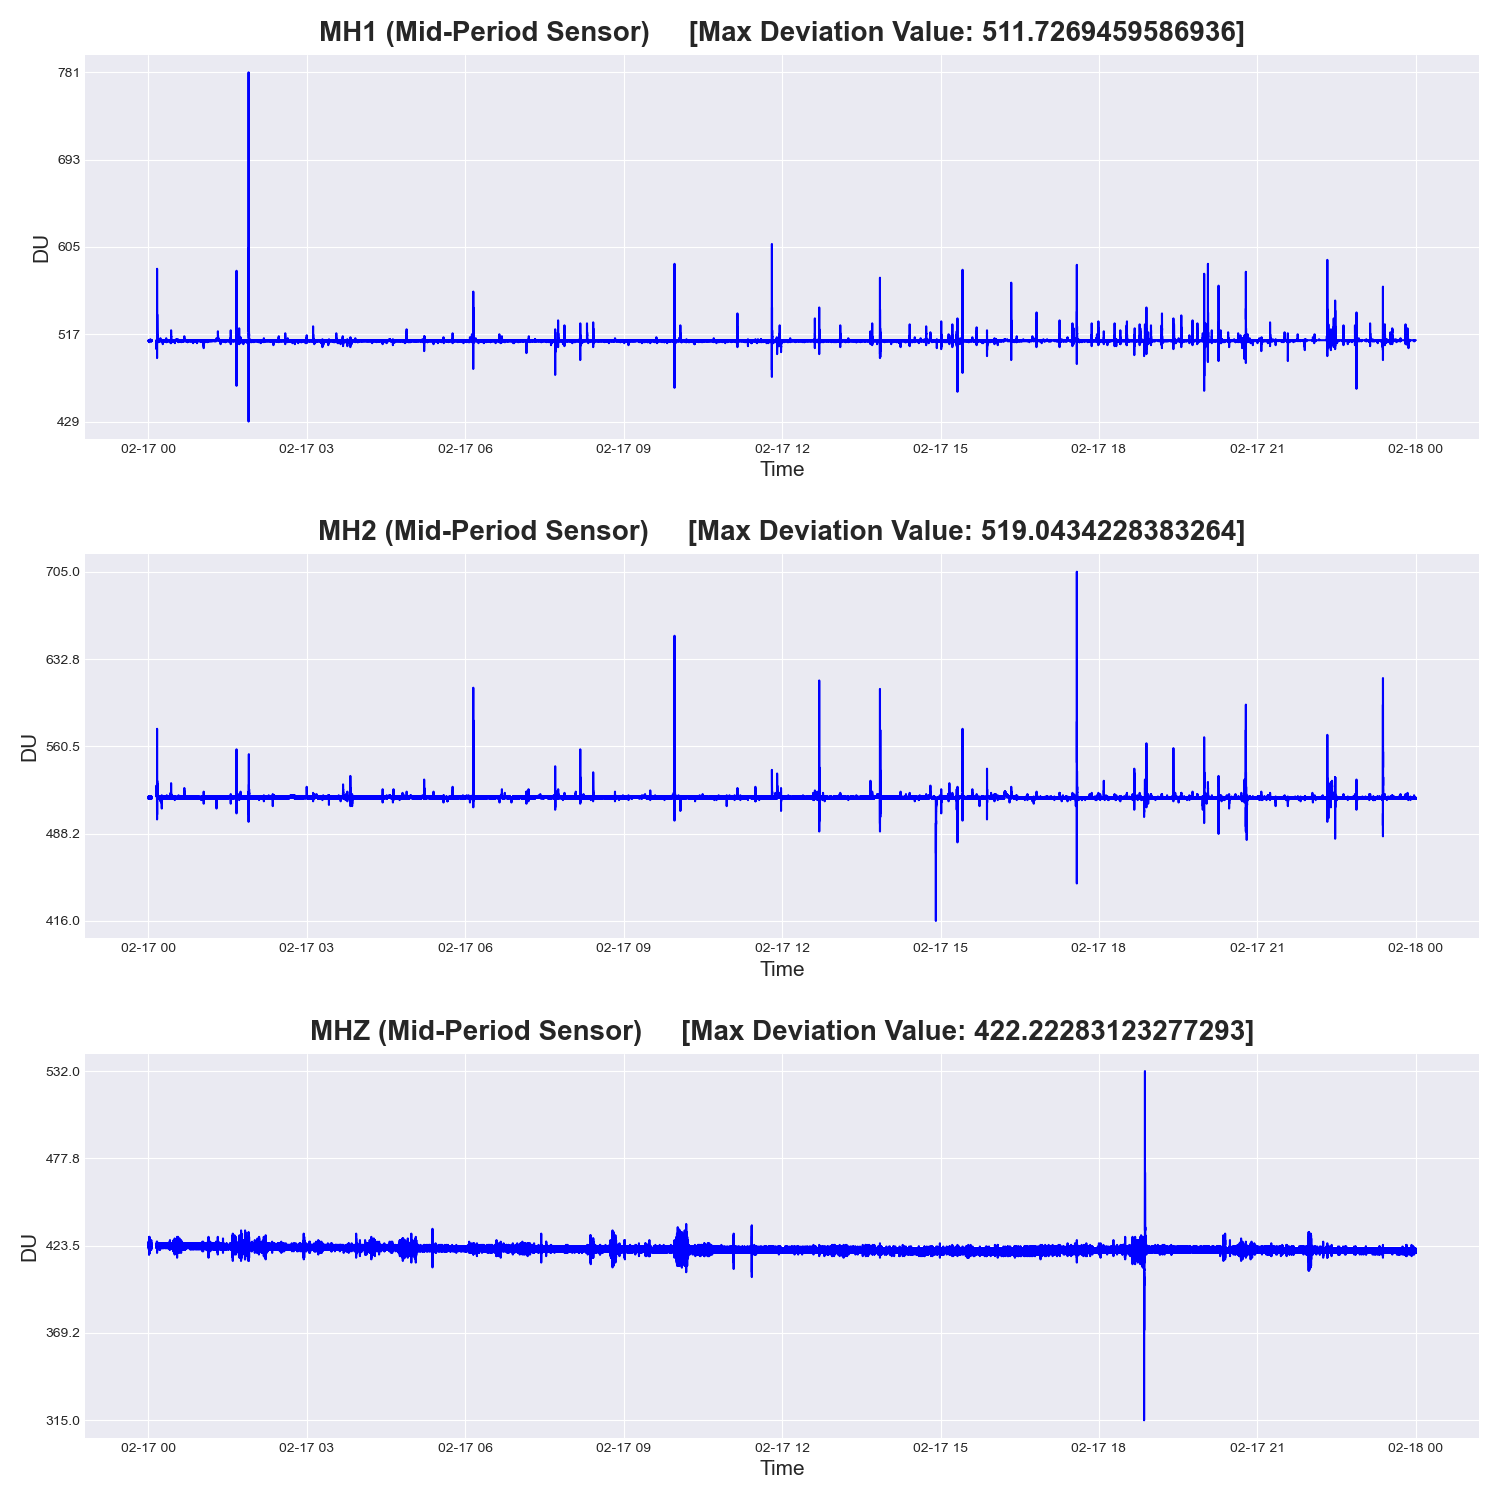 MH1 (Mid-Period Sensor) [Max Deviation Value: 511.7269459586936]
781
693
605
517
429
DU
02-17 00 02-17 03 02-17 06 02-17 09 02-17 12 02-17 15 02-17 18 02-17 21 02-18 00
Time
MH2 (Mid-Period Sensor) [Max Deviation Value: 519.0434228383264]
705.0
632.8
560.5
488.2
416.0
DU
02-17 00 02-17 03 02-17 06 02-17 09 02-17 12 02-17 15 02-17 18 02-17 21 02-18 00
Time
MHZ (Mid-Period Sensor) [Max Deviation Value: 422.22283123277293]
532.0
477.8
423.5
369.2
315.0
DU
02-17 00 02-17 03 02-17 06 02-17 09 02-17 12 02-17 15 02-17 18 02-17 21 02-18 00
Time